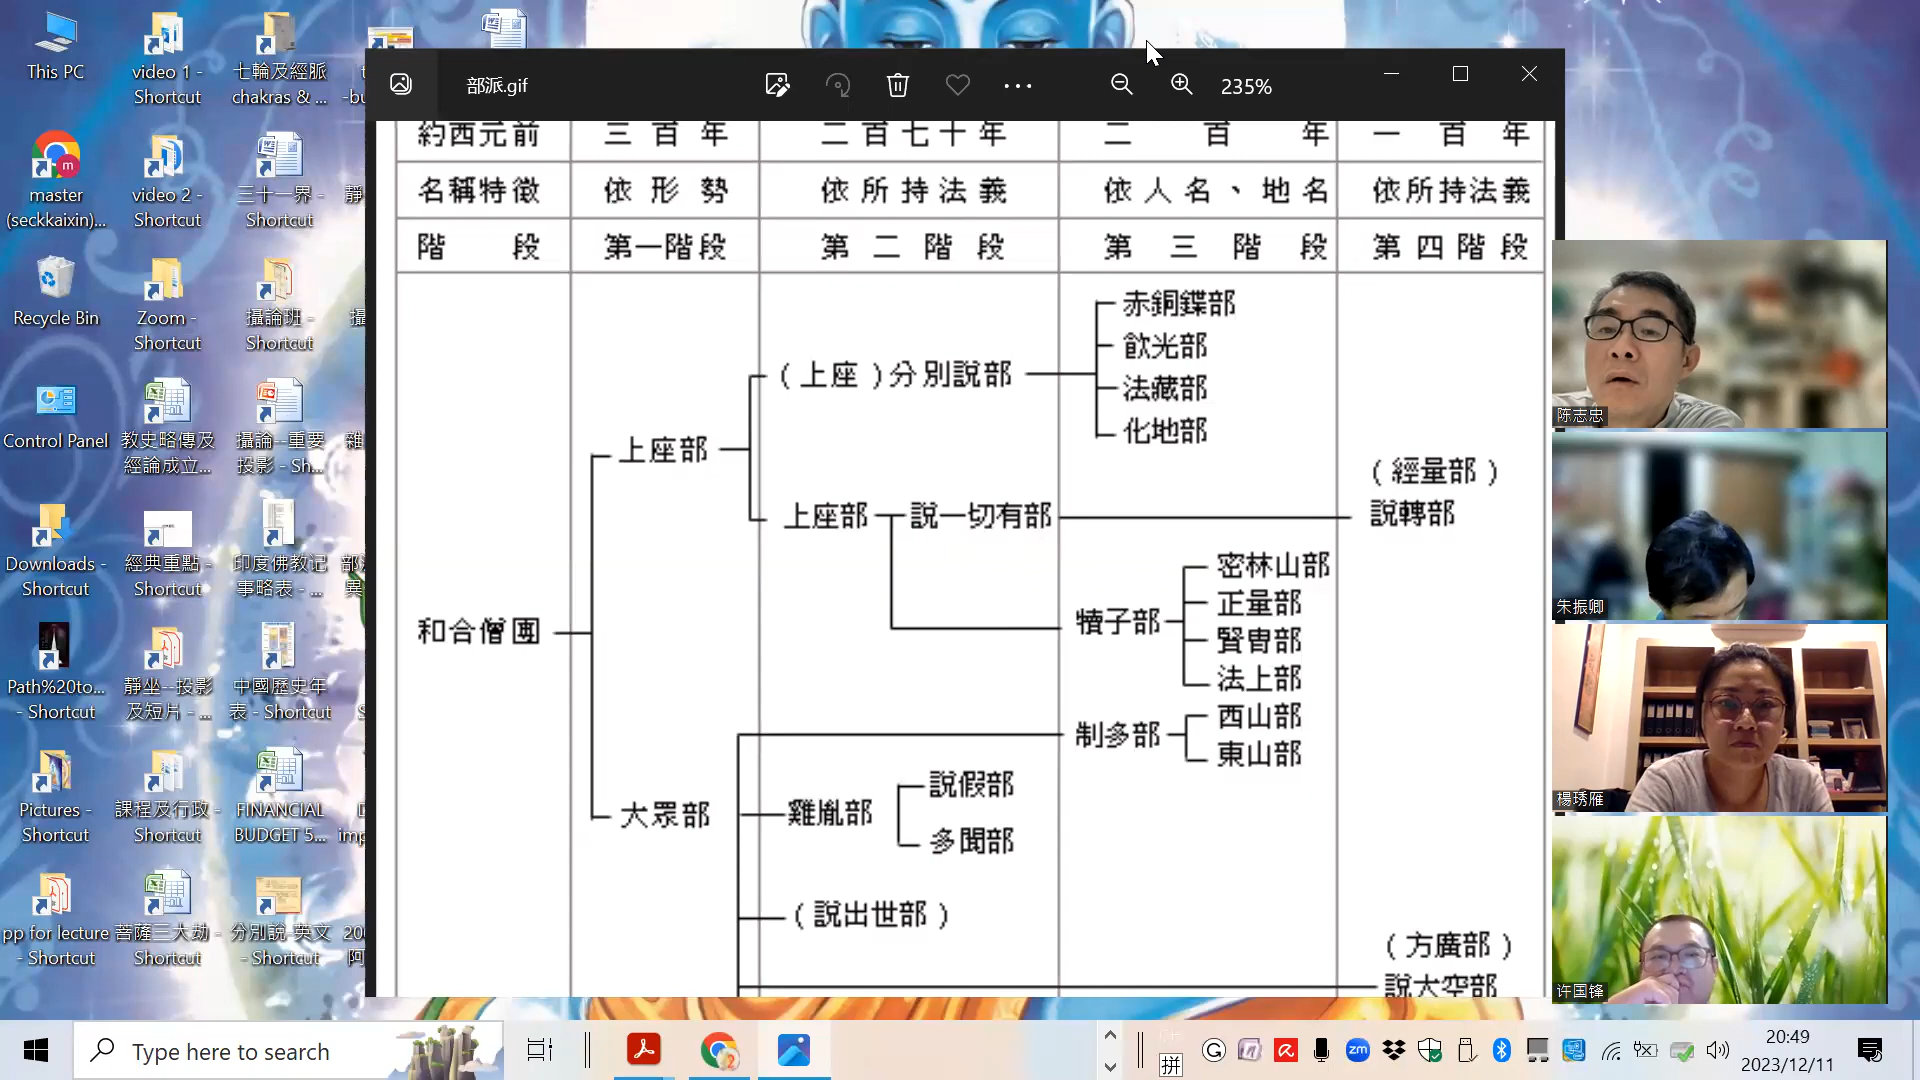 This PC
video 1 - Shortcut
七輪及經脈 chakras & ...
master (seckkaixin)...
video 2 - Shortcut
三十一界 - Shortcut
Recycle Bin
Zoom - Shortcut
攝論班 - Shortcut
Control Panel
教史略傳及 經論成立...
攝論--重要 投影 - Sh...
Downloads - Shortcut
經典重點 - Shortcut
印度佛教记 事略表 - ...
Path%20to... - Shortcut
靜坐--投影 及短片 - ...
中國歷史年 表 - Shortcut
Pictures - Shortcut
課程及行政 - Shortcut
FINANCIAL BUDGET 5...
pp for lecture - Shortcut
菩薩三大劫 - Shortcut
分別說-英文 - Shortcut
部派.gif
235%
約西元前 三百年 二百七十年 二百年 一百年
名稱特徵 依形勢 依所持法義 依人名、地名 依所持法義
階段 第一階段 第二階段 第三階段 第四階段
赤銅鍱部
飲光部
(上座)分別說部
法藏部
化地部
上座部
(經量部)
上座部 說一切有部 說轉部
密林山部
正量部
犢子部
賢冑部
和合僧團
法上部
西山部
制多部
東山部
說假部
大眾部 雞胤部
多聞部
(說出世部)
(方廣部)
說大空部
陈志忠
朱振卿
楊琇雁
许国锋
Type here to search
拼
zm
20:49
2023/12/11